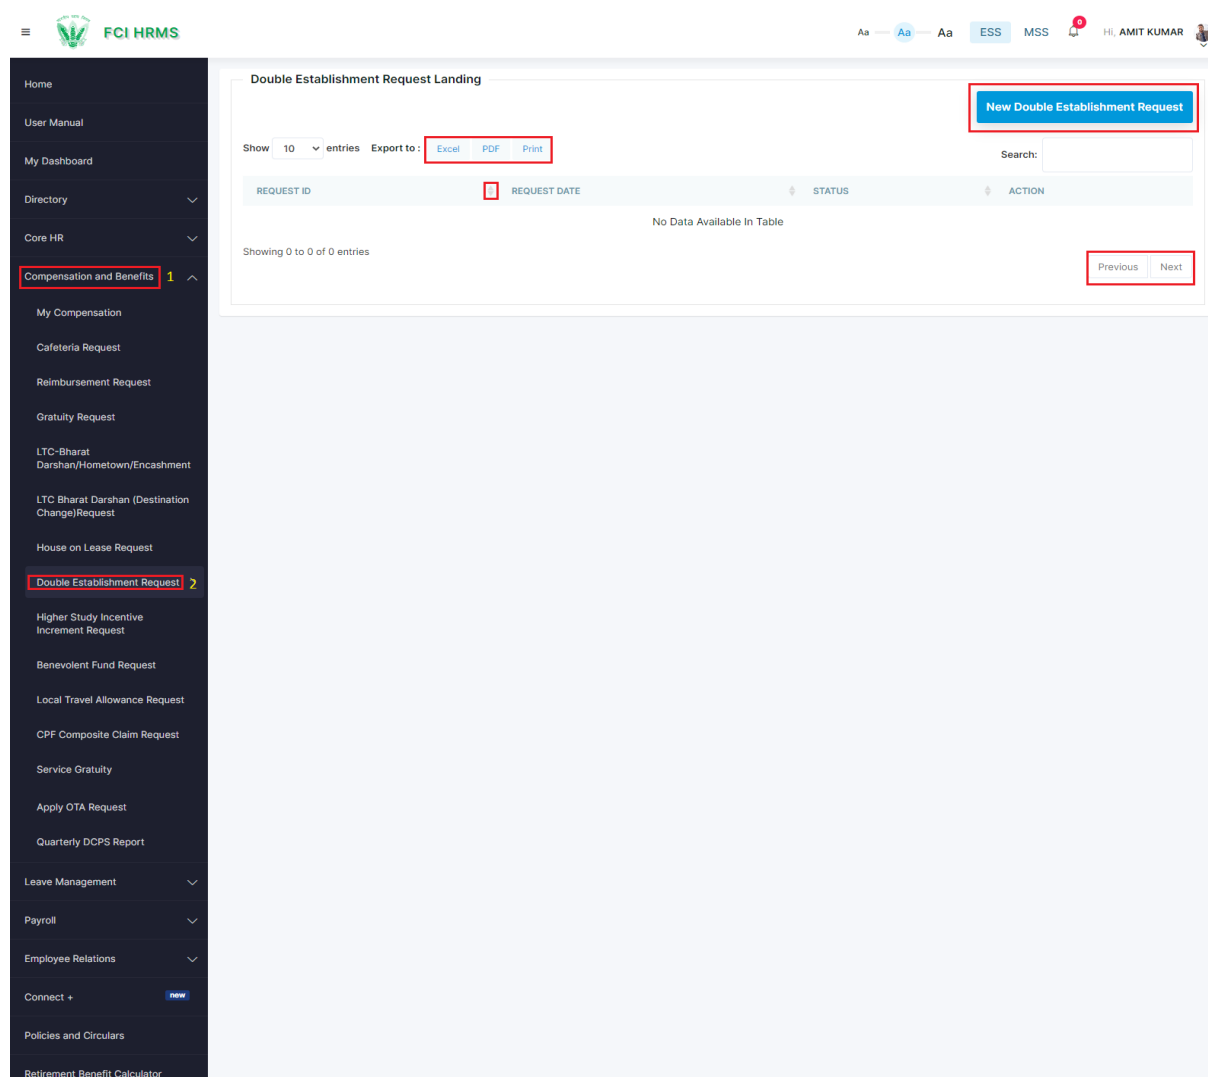 FCI HRMS
Aa Aa Aa ESS MSS 0 Hi, AMIT KUMAR
Home
User Manual
My Dashboard
Directory
Core HR
Compensation and Benefits 1
My Compensation
Cafeteria Request
Reimbursement Request
Gratuity Request
LTC-Bharat
Darshan/Hometown/Encashment
LTC Bharat Darshan (Destination
Change)Request
House on Lease Request
Double Establishment Request 2
Higher Study Incentive
Increment Request
Benevolent Fund Request
Local Travel Allowance Request
CPF Composite Claim Request
Service Gratuity
Apply OTA Request
Quarterly DCPS Report
Leave Management
Payroll
Employee Relations
Connect + new
Policies and Circulars
Retirement Benefit Calculator
Double Establishment Request Landing
New Double Establishment Request
Show 10 entries Export to : Excel PDF Print
Search:
REQUEST ID REQUEST DATE STATUS ACTION
No Data Available In Table
Showing 0 to 0 of 0 entries
Previous Next